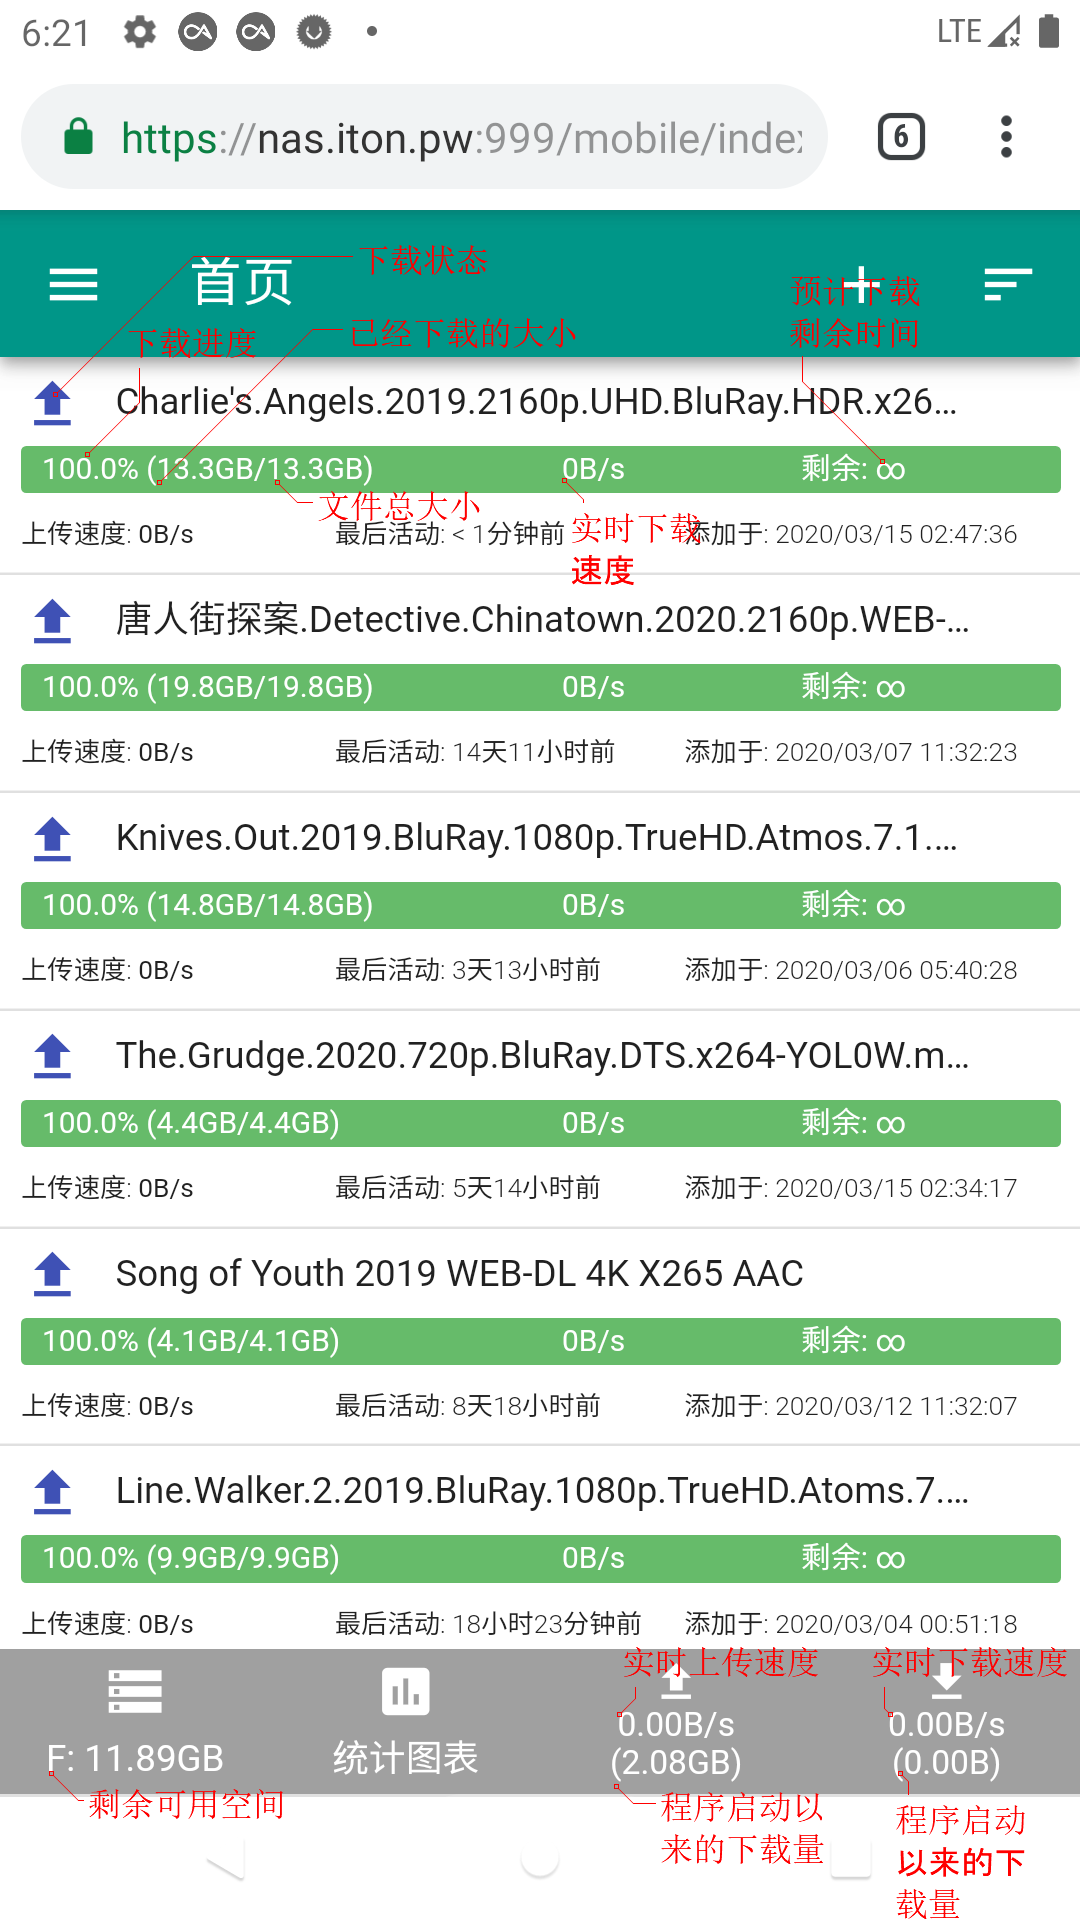 6:21
LTE
https://nas.iton.pw:999/mobile/index
6
下载状态
首页
预计下载
剩余时间
下载进度
已经下载的大小
Charlie's.Angels.2019.2160p.UHD.BluRay.HDR.x26...
100.0% (13.3GB/13.3GB) 0B/s 剩余: ∞
文件总大小
上传速度: 0B/s 最后活动: < 1分钟前 添加于: 2020/03/15 02:47:36
实时下载
速度
唐人街探案.Detective.Chinatown.2020.2160p.WEB-...
100.0% (19.8GB/19.8GB) 0B/s 剩余: ∞
上传速度: 0B/s 最后活动: 14天11小时前 添加于: 2020/03/07 11:32:23
Knives.Out.2019.BluRay.1080p.TrueHD.Atmos.7.1....
100.0% (14.8GB/14.8GB) 0B/s 剩余: ∞
上传速度: 0B/s 最后活动: 3天13小时前 添加于: 2020/03/06 05:40:28
The.Grudge.2020.720p.BluRay.DTS.x264-YOL0W.m...
100.0% (4.4GB/4.4GB) 0B/s 剩余: ∞
上传速度: 0B/s 最后活动: 5天14小时前 添加于: 2020/03/15 02:34:17
Song of Youth 2019 WEB-DL 4K X265 AAC
100.0% (4.1GB/4.1GB) 0B/s 剩余: ∞
上传速度: 0B/s 最后活动: 8天18小时前 添加于: 2020/03/12 11:32:07
Line.Walker.2.2019.BluRay.1080p.TrueHD.Atoms.7....
100.0% (9.9GB/9.9GB) 0B/s 剩余: ∞
上传速度: 0B/s 最后活动: 18小时23分钟前 添加于: 2020/03/04 00:51:18
实时上传速度 实时下载速度
0.00B/s 0.00B/s
F: 11.89GB 统计图表 (2.08GB) (0.00B)
剩余可用空间
程序启动以
来的下载量
程序启动
以来的下
载量